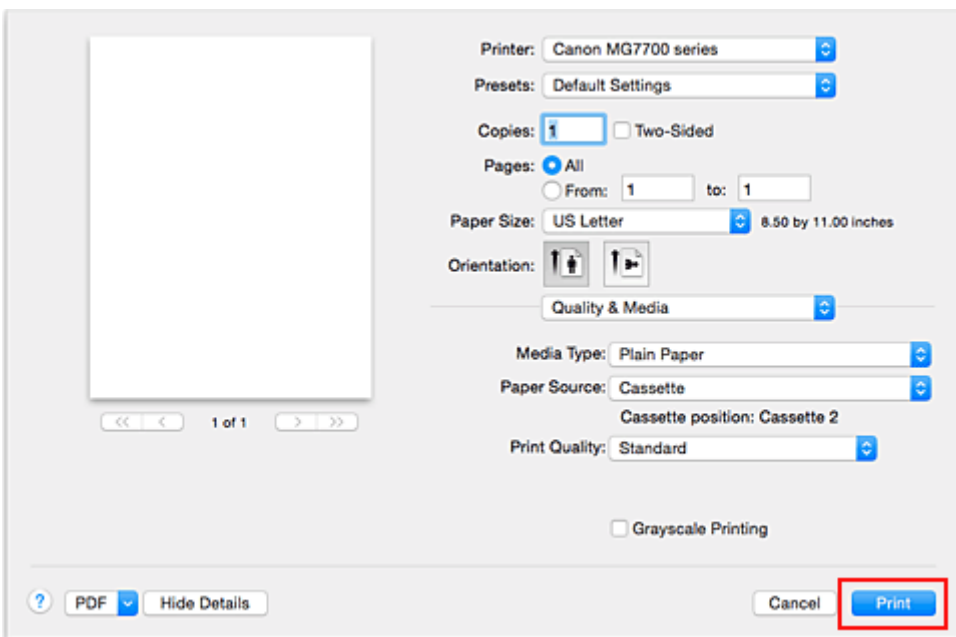 Printer: Canon MG7700 series
Presets: Default Settings
Copies: 1 Two-Sided
Pages: All
From: 1 to: 1
Paper Size: US Letter 8.50 by 11.00 inches
Orientation:
Quality & Media
Media Type: Plain Paper
Paper Source: Cassette
Cassette position: Cassette 2
<< < 1 of 1 > >>
Print Quality: Standard
Grayscale Printing
? PDF Hide Details Cancel Print